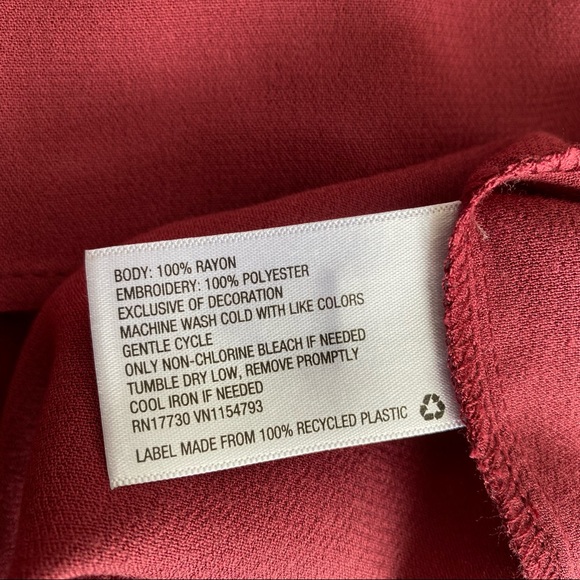 BODY: 100% RAYON
EMBROIDERY: 100% POLYESTER
EXCLUSIVE OF DECORATION
MACHINE WASH COLD WITH LIKE COLORS
GENTLE CYCLE
ONLY NON-CHLORINE BLEACH IF NEEDED
TUMBLE DRY LOW, REMOVE PROMPTLY
COOL IRON IF NEEDED
RN17730 VN1154793
LABEL MADE FROM 100% RECYCLED PLASTIC